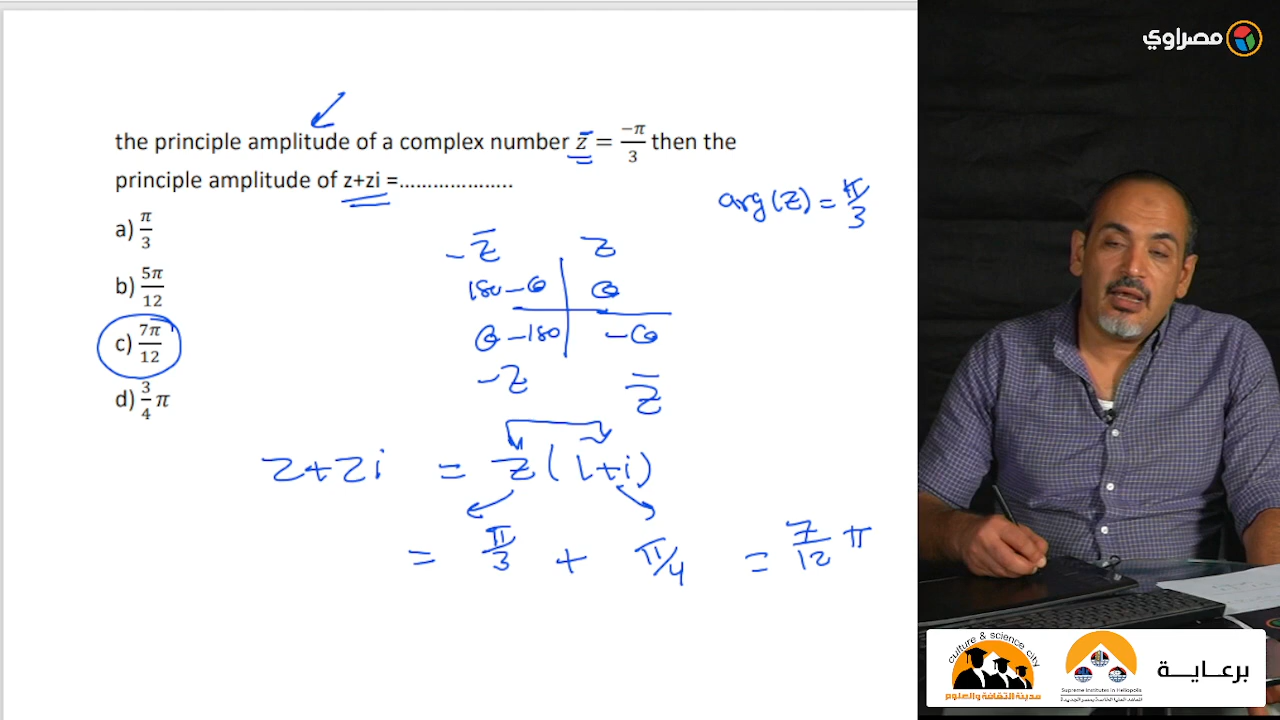 مصراوي
the principle amplitude of a complex number z̄ = −π/3 then the
principle amplitude of z+zi =...................
arg(z) = π/3
a) π/3
b) 5π/12
c) 7π/12
d) 3/4 π
−z̄ z
180−θ θ
θ−180 −θ
−z z̄
z+zi = z(1+i)
= π/3 + π/4 = 7/12 π
culture & science city
مدينة الثقافة والعلوم
Supreme Institutes in Heliopolis
برعاية